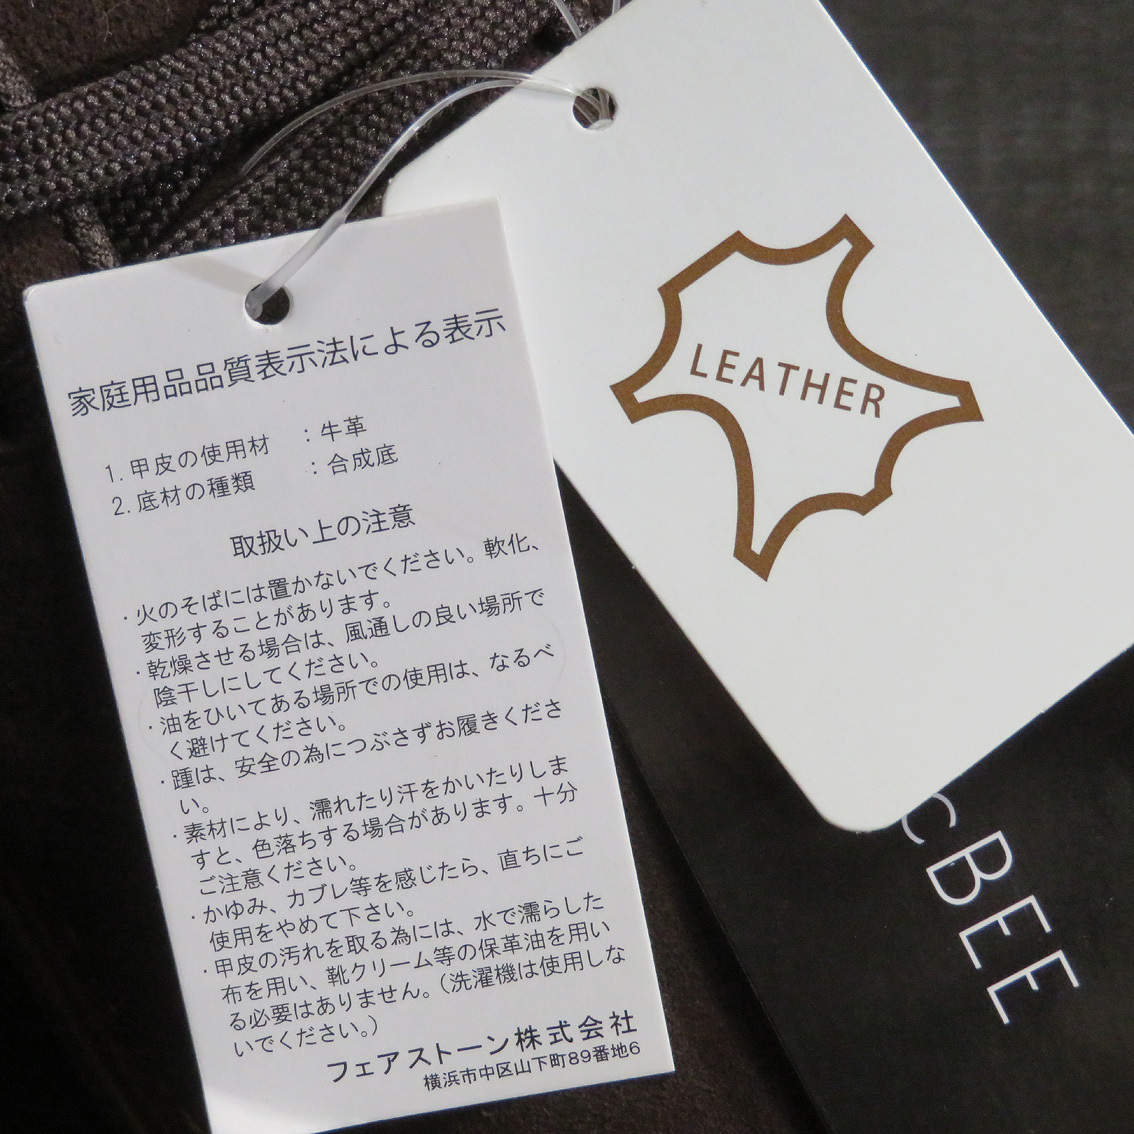 家庭用品品質表示法による表示
1. 甲皮の使用材 : 牛革
2. 底材の種類 : 合成底
取扱い上の注意
・火のそばには置かないでください。軟化、
変形することがあります。
・乾燥させる場合は、風通しの良い場所で
陰干しにしてください。
・油をひいてある場所での使用は、なるべ
く避けてください。
・踵は、安全の為につぶさずお履きくださ
い。
・素材により、濡れたり汗をかいたりしま
すと、色落ちする場合があります。十分
ご注意ください。
・かゆみ、カブレ等を感じたら、直ちにご
使用をやめて下さい。
・甲皮の汚れを取る為には、水で濡らした
布を用い、靴クリーム等の保革油を用い
る必要はありません。（洗濯機は使用しな
いでください。）
フェアストーン株式会社
横浜市中区山下町89番地6
LEATHER
cBEE